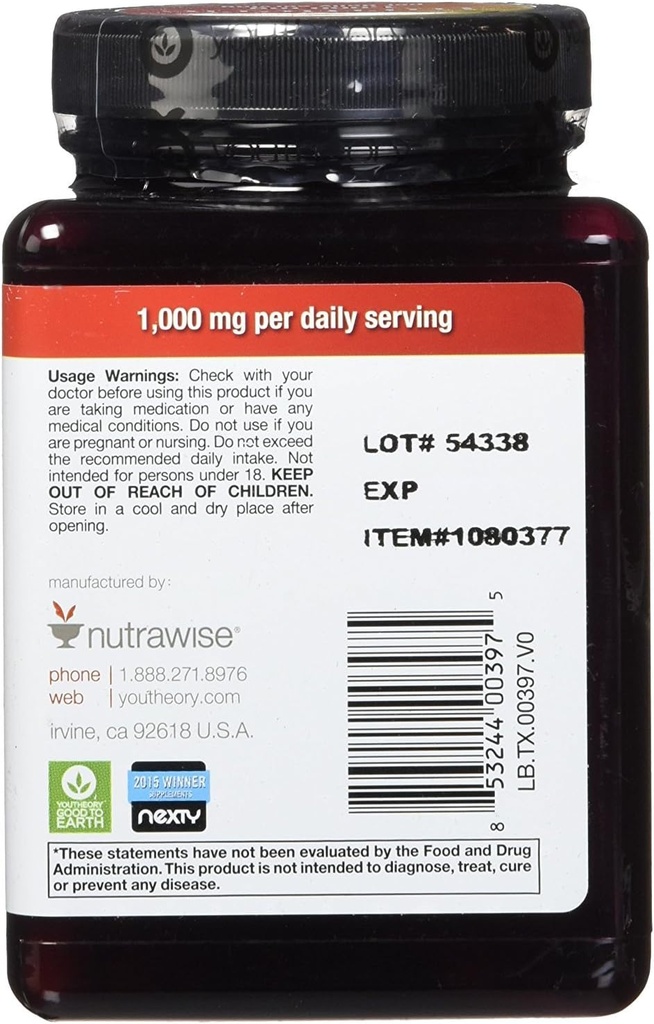 1,000 mg per daily serving
Usage Warnings: Check with your
doctor before using this product if you
are taking medication or have any
medical conditions. Do not use if you
are pregnant or nursing. Do not exceed
the recommended daily intake. Not
intended for persons under 18. KEEP
OUT OF REACH OF CHILDREN.
Store in a cool and dry place after
opening.
LOT# 54338
EXP
ITEM#1080377
manufactured by:
nutrawise®
phone | 1.888.271.8976
web | youtheory.com
irvine, ca 92618 U.S.A.
8 53244 00397 5
LB.TX.00397.V0
YOUTHEORY™
GOOD TO
EARTH
2015 WINNER
SUPPLEMENTS
NEXTY
*These statements have not been evaluated by the Food and Drug
Administration. This product is not intended to diagnose, treat, cure
or prevent any disease.